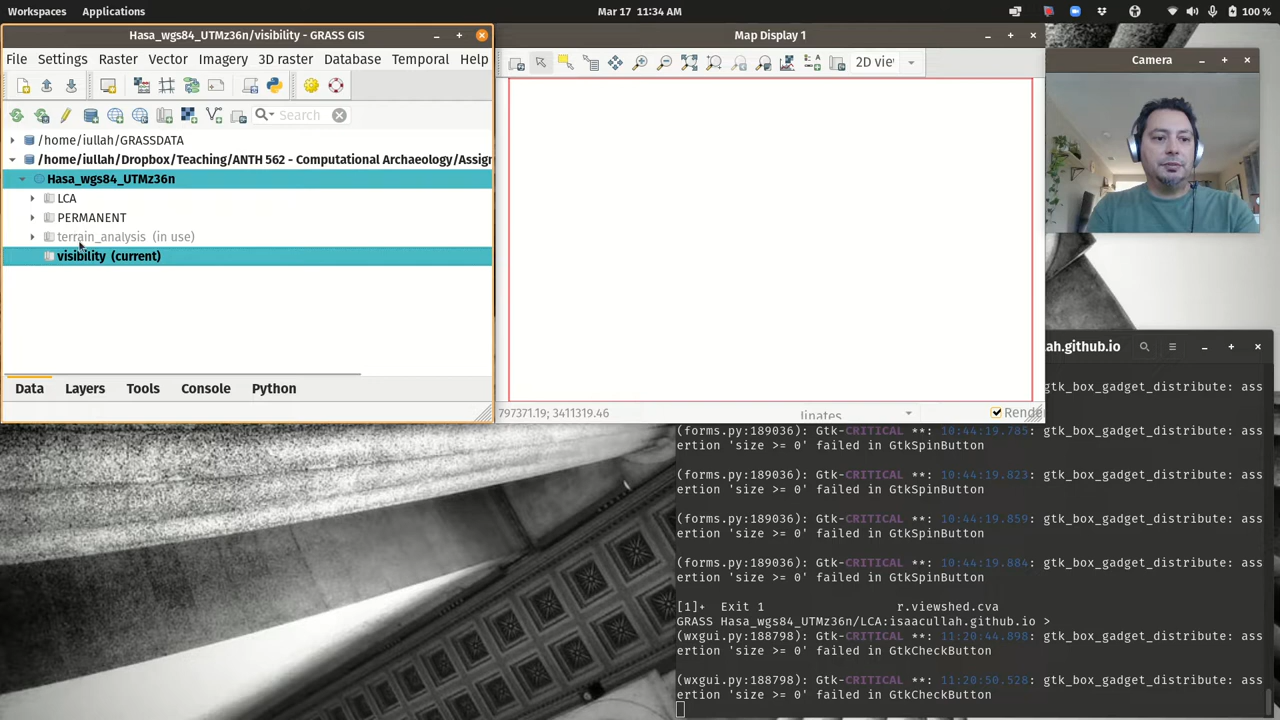 Workspaces Applications Mar 17 11:34 AM 100 %
Hasa_wgs84_UTMz36n/visibility - GRASS GIS
File Settings Raster Vector Imagery 3D raster Database Temporal Help
Search
/home/iullah/GRASSDATA
/home/iullah/Dropbox/Teaching/ANTH 562 - Computational Archaeology/Assign
Hasa_wgs84_UTMz36n
LCA
PERMANENT
terrain_analysis (in use)
visibility (current)
Data Layers Tools Console Python
Map Display 1
2D vie
797371.19; 3411319.46
linates
Rende
Camera
ah.github.io
gtk_box_gadget_distribute: ass
gtk_box_gadget_distribute: ass
(forms.py:189036): Gtk-CRITICAL **: 10:44:19.785: gtk_box_gadget_distribute: ass
ertion 'size >= 0' failed in GtkSpinButton
(forms.py:189036): Gtk-CRITICAL **: 10:44:19.823: gtk_box_gadget_distribute: ass
ertion 'size >= 0' failed in GtkSpinButton
(forms.py:189036): Gtk-CRITICAL **: 10:44:19.859: gtk_box_gadget_distribute: ass
ertion 'size >= 0' failed in GtkSpinButton
(forms.py:189036): Gtk-CRITICAL **: 10:44:19.884: gtk_box_gadget_distribute: ass
ertion 'size >= 0' failed in GtkSpinButton
[1]+ Exit 1 r.viewshed.cva
GRASS Hasa_wgs84_UTMz36n/LCA:isaacullah.github.io >
(wxgui.py:188798): Gtk-CRITICAL **: 11:20:44.898: gtk_box_gadget_distribute: ass
ertion 'size >= 0' failed in GtkCheckButton
(wxgui.py:188798): Gtk-CRITICAL **: 11:20:50.528: gtk_box_gadget_distribute: ass
ertion 'size >= 0' failed in GtkCheckButton